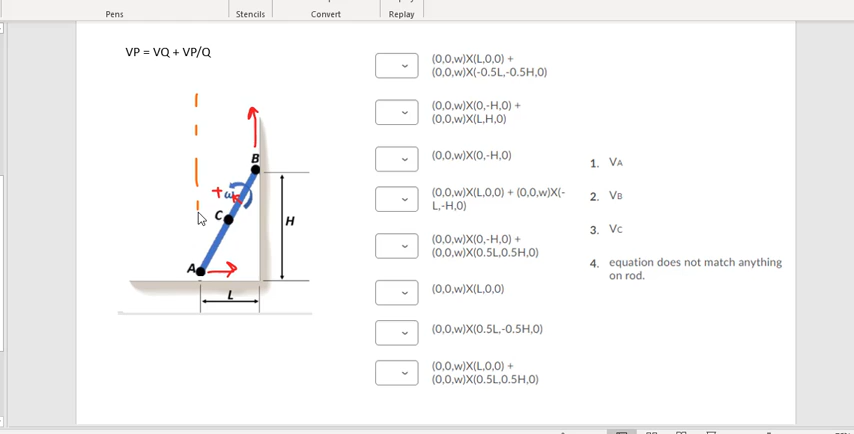 Pens
Stencils
Convert
Replay
VP = VQ + VP/Q
B
+ω
C
H
A
L
(0,0,w)X(L,0,0) +
(0,0,w)X(-0.5L,-0.5H,0)
(0,0,w)X(0,-H,0) +
(0,0,w)X(L,H,0)
(0,0,w)X(0,-H,0)
(0,0,w)X(L,0,0) + (0,0,w)X(-
L,-H,0)
(0,0,w)X(0,-H,0) +
(0,0,w)X(0.5L,0.5H,0)
(0,0,w)X(L,0,0)
(0,0,w)X(0.5L,-0.5H,0)
(0,0,w)X(L,0,0) +
(0,0,w)X(0.5L,0.5H,0)
1. VA
2. VB
3. VC
4. equation does not match anything
on rod.